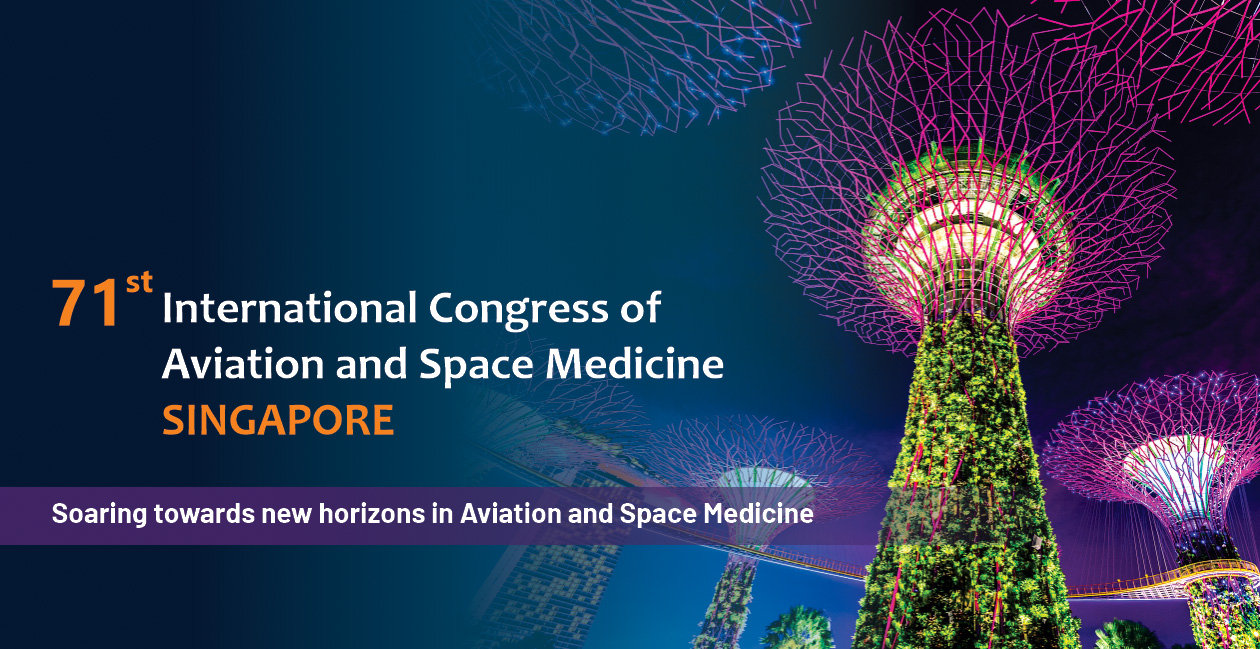 71st International Congress of
Aviation and Space Medicine
SINGAPORE
Soaring towards new horizons in Aviation and Space Medicine